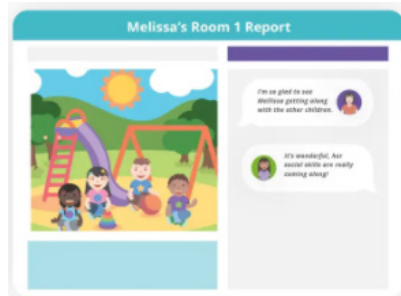 Melissa's Room 1 Report
I'm so glad to see
Mellissa getting along
with the other children.
It's wonderful, her
social skills are really
coming along!